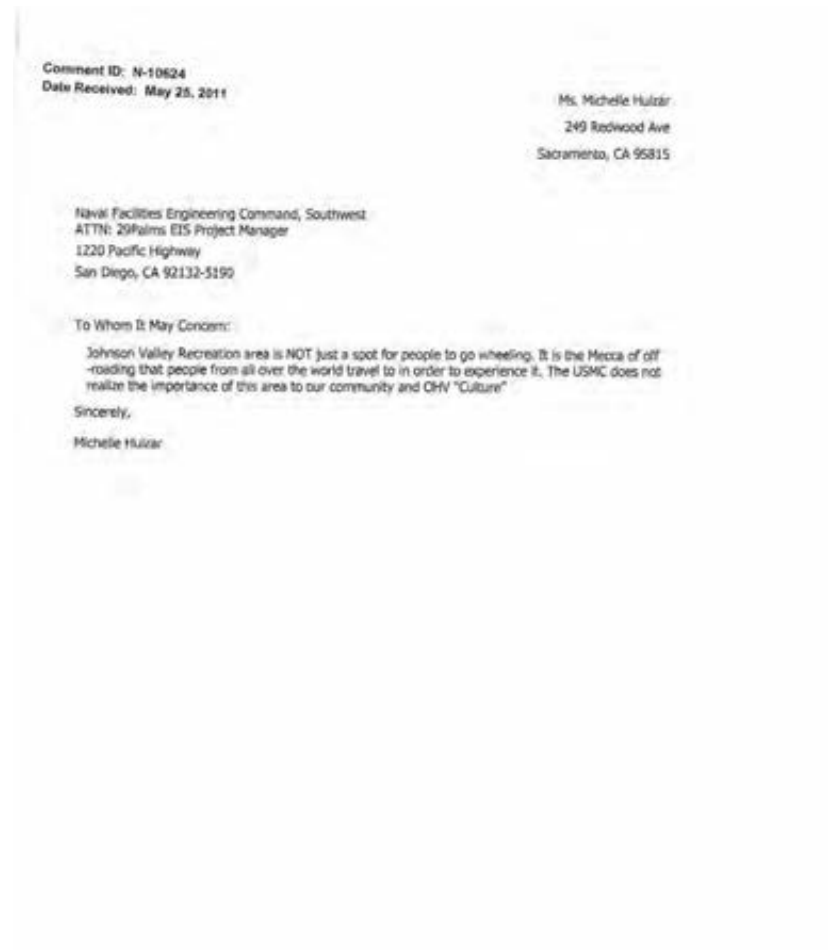 Comment ID: N-10624
Date Received: May 25, 2011
Ms. Michelle Huizar
249 Redwood Ave
Sacramento, CA 95815
Naval Facilities Engineering Command, Southwest
ATTN: 29Palms EIS Project Manager
1220 Pacific Highway
San Diego, CA 92132-5190
To Whom It May Concern:
Johnson Valley Recreation area is NOT just a spot for people to go wheeling. It is the Mecca of off
-roading that people from all over the world travel to in order to experience it. The USMC does not
realize the importance of this area to our community and OHV "Culture"
Sincerely,
Michelle Huizar